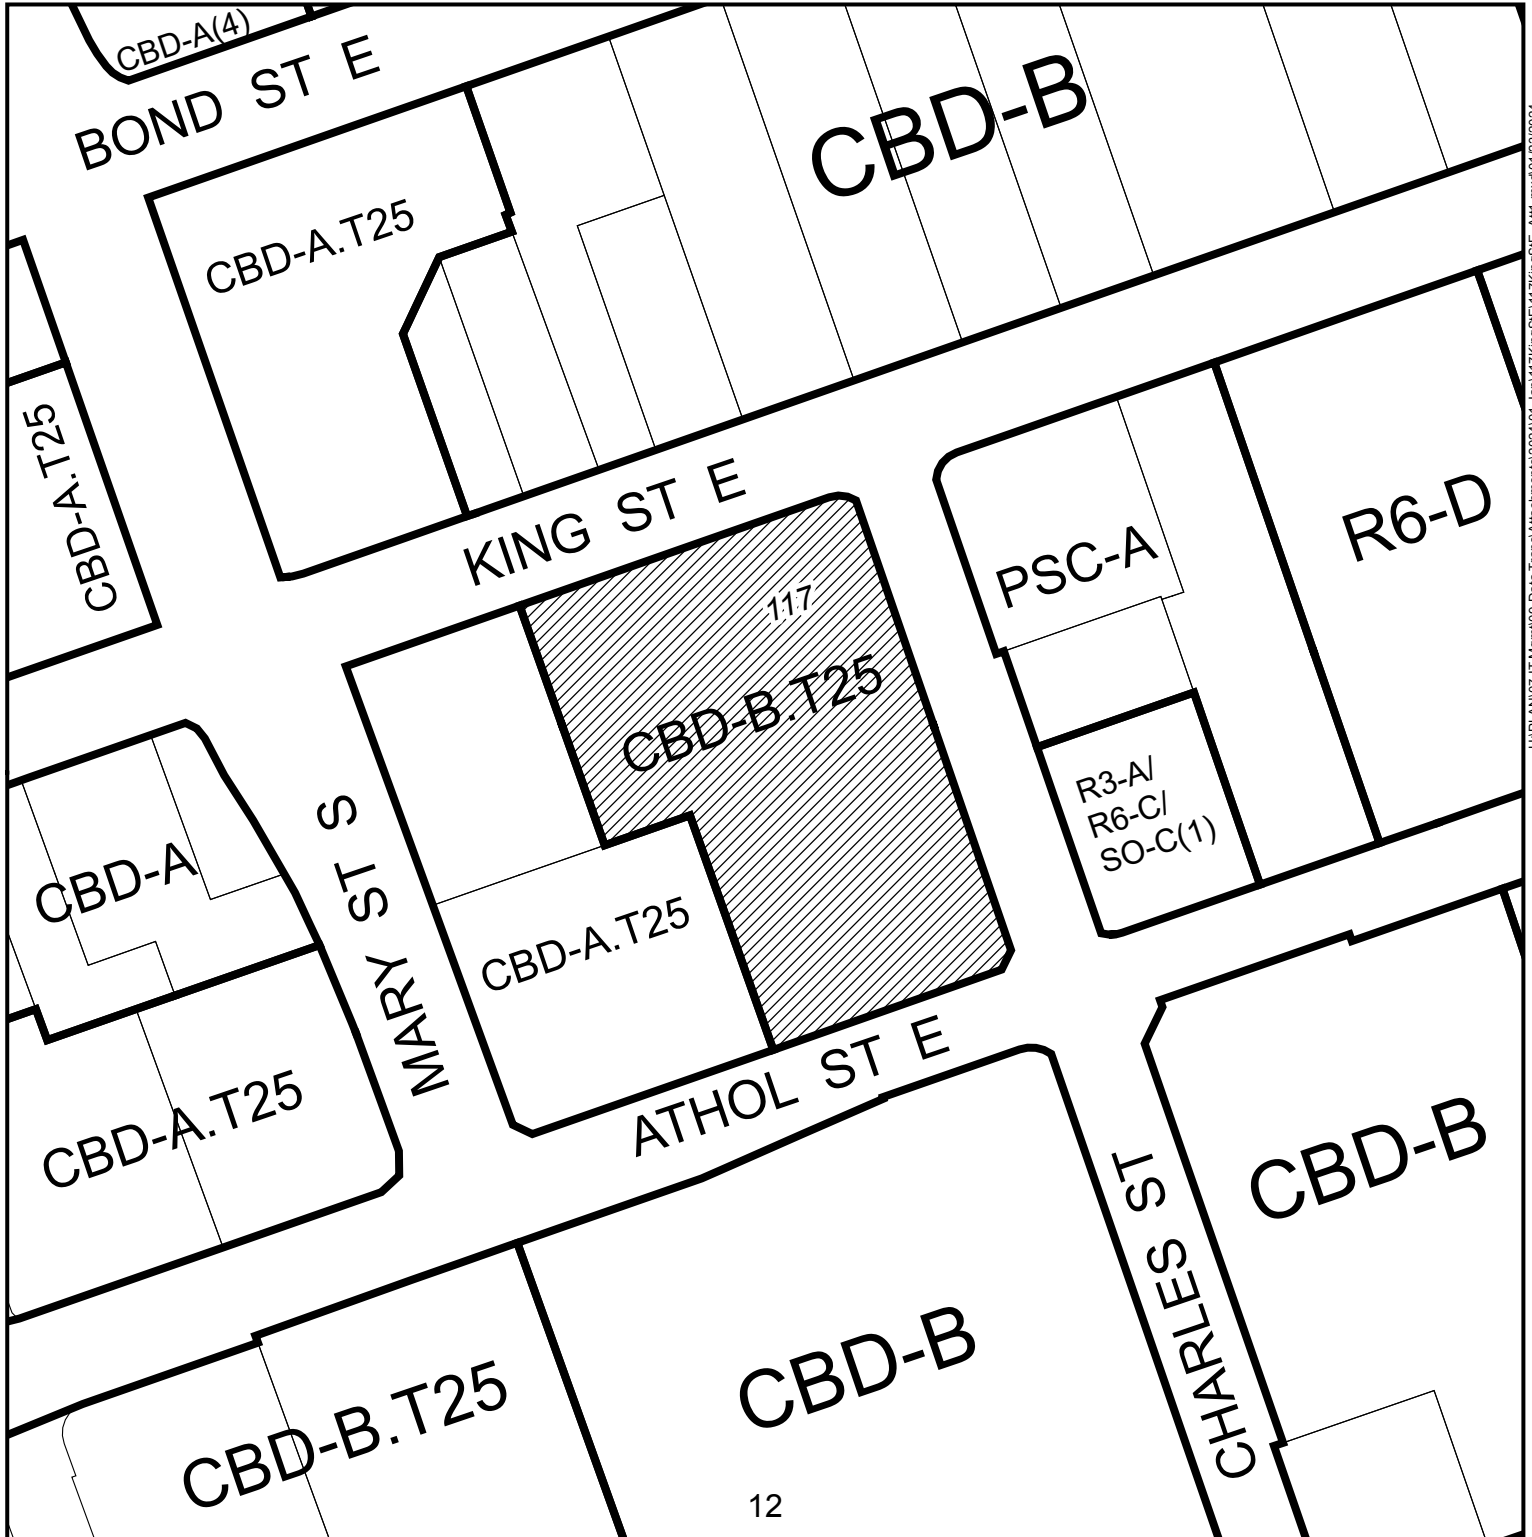 CBD-A(4)
BOND ST E
CBD-B
CBD-A.T25
CBD-A.T25
KING ST E
R6-D
PSC-A
117
CBD-B.T25
R3-A/
R6-C/
SO-C(1)
MARY ST S
CBD-A
CBD-A.T25
ATHOL ST E
CBD-A.T25
CHARLES ST
CBD-B
CBD-B
CBD-B.T25
12